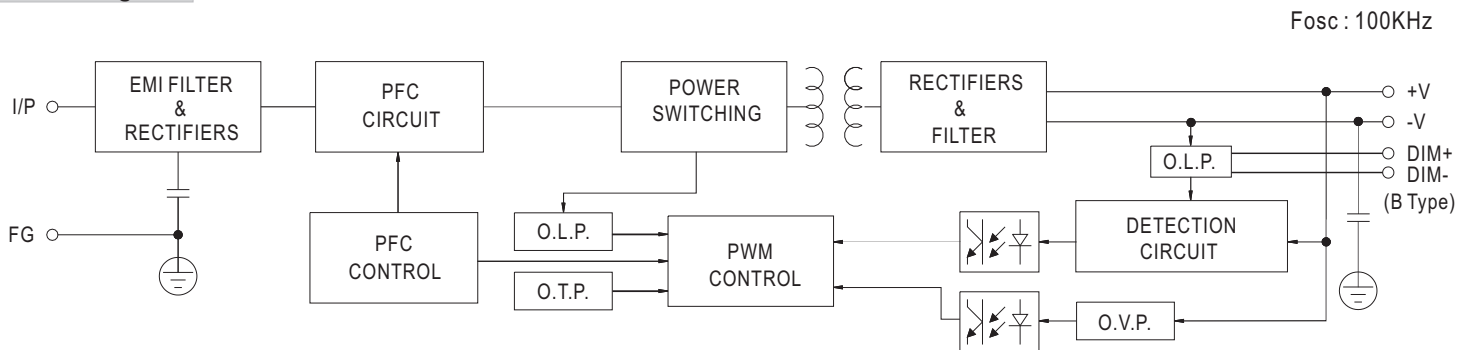 Fosc : 100KHz
I/P
EMI FILTER
&
RECTIFIERS
PFC
CIRCUIT
POWER
SWITCHING
RECTIFIERS
&
FILTER
+V
-V
DIM+
DIM-
(B Type)
O.L.P.
FG
PFC
CONTROL
O.L.P.
O.T.P.
PWM
CONTROL
DETECTION
CIRCUIT
O.V.P.